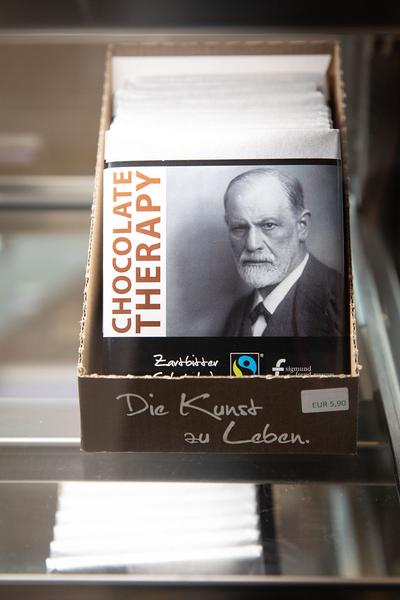 CHOCOLATE
THERAPY
Zartbitter
sigmund
EUR 5,90
Die Kunst
zu Leben.